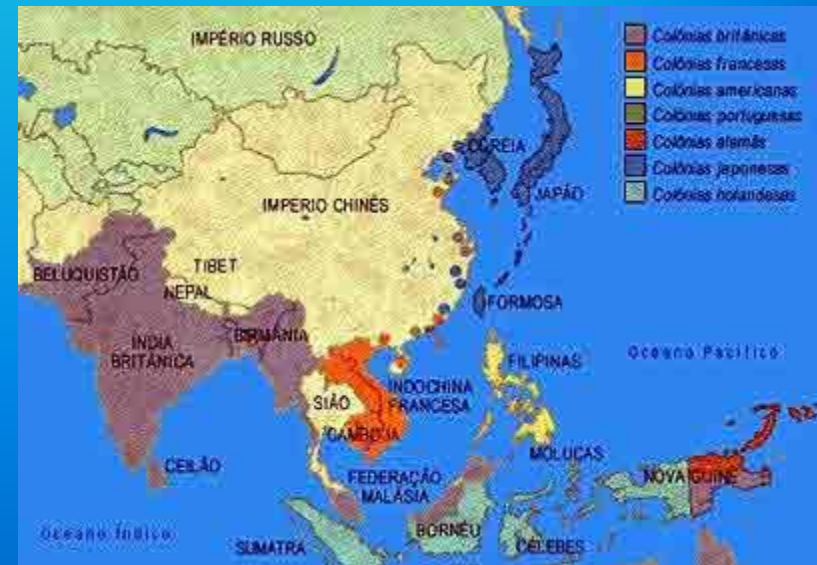 IMPÉRIO RUSSO
Colônias britânicas
Colônias francesas
Colônias americanas
Colônias portuguesas
Colônias alemãs
Colônias japonesas
Colônias holandesas
CORÉIA
JAPÃO
IMPERIO CHINÊS
TIBET
BELUQUISTÃO
NEPAL
FORMOSA
BIRMÂNIA
ÍNDIA
BRITÂNICA
FILIPINAS
Oceano Pacífico
INDOCHINA
FRANCESA
SIÃO
CAMBOJA
MOLUCAS
CEILÃO
FEDERAÇÃO
MALÁSIA
NOVA GUINÉ
BORNÉU
Oceano Índico
SUMATRA
CÉLEBES